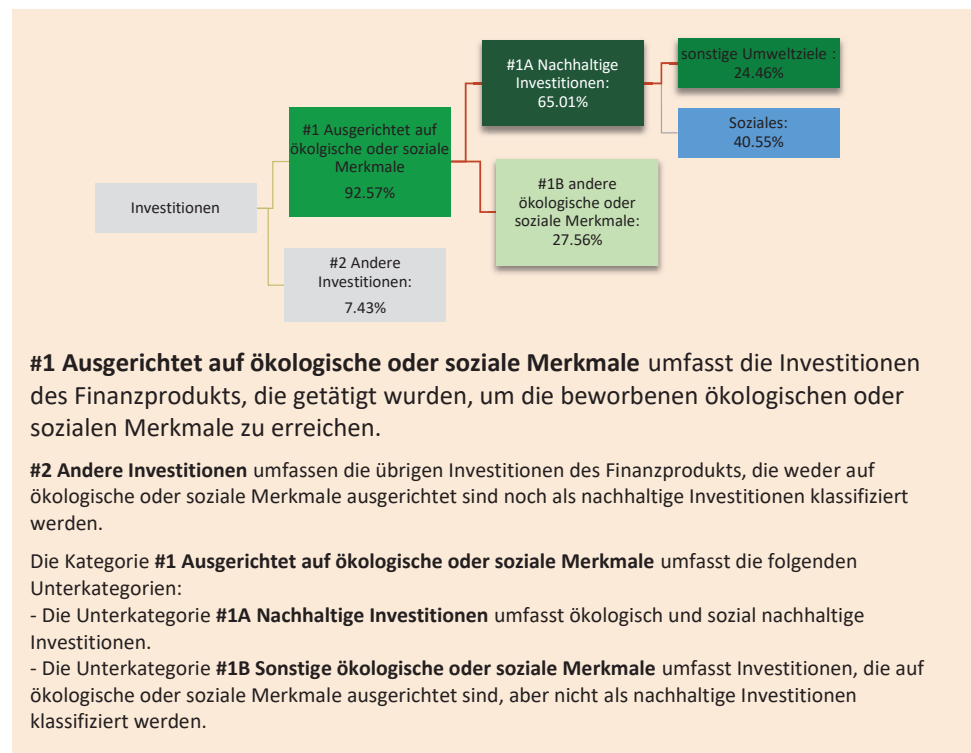 #1A Nachhaltige
Investitionen:
65.01%
sonstige Umweltziele :
24.46%
Soziales:
40.55%
#1 Ausgerichtet auf
ökolgische oder soziale
Merkmale
92.57%
#1B andere
ökologische oder
soziale Merkmale:
27.56%
Investitionen
#2 Andere
Investitionen:
7.43%
#1 Ausgerichtet auf ökologische oder soziale Merkmale umfasst die Investitionen
des Finanzprodukts, die getätigt wurden, um die beworbenen ökologischen oder
sozialen Merkmale zu erreichen.
#2 Andere Investitionen umfassen die übrigen Investitionen des Finanzprodukts, die weder auf
ökologische oder soziale Merkmale ausgerichtet sind noch als nachhaltige Investitionen klassifiziert
werden.
Die Kategorie #1 Ausgerichtet auf ökologische oder soziale Merkmale umfasst die folgenden
Unterkategorien:
- Die Unterkategorie #1A Nachhaltige Investitionen umfasst ökologisch und sozial nachhaltige
Investitionen.
- Die Unterkategorie #1B Sonstige ökologische oder soziale Merkmale umfasst Investitionen, die auf
ökologische oder soziale Merkmale ausgerichtet sind, aber nicht als nachhaltige Investitionen
klassifiziert werden.